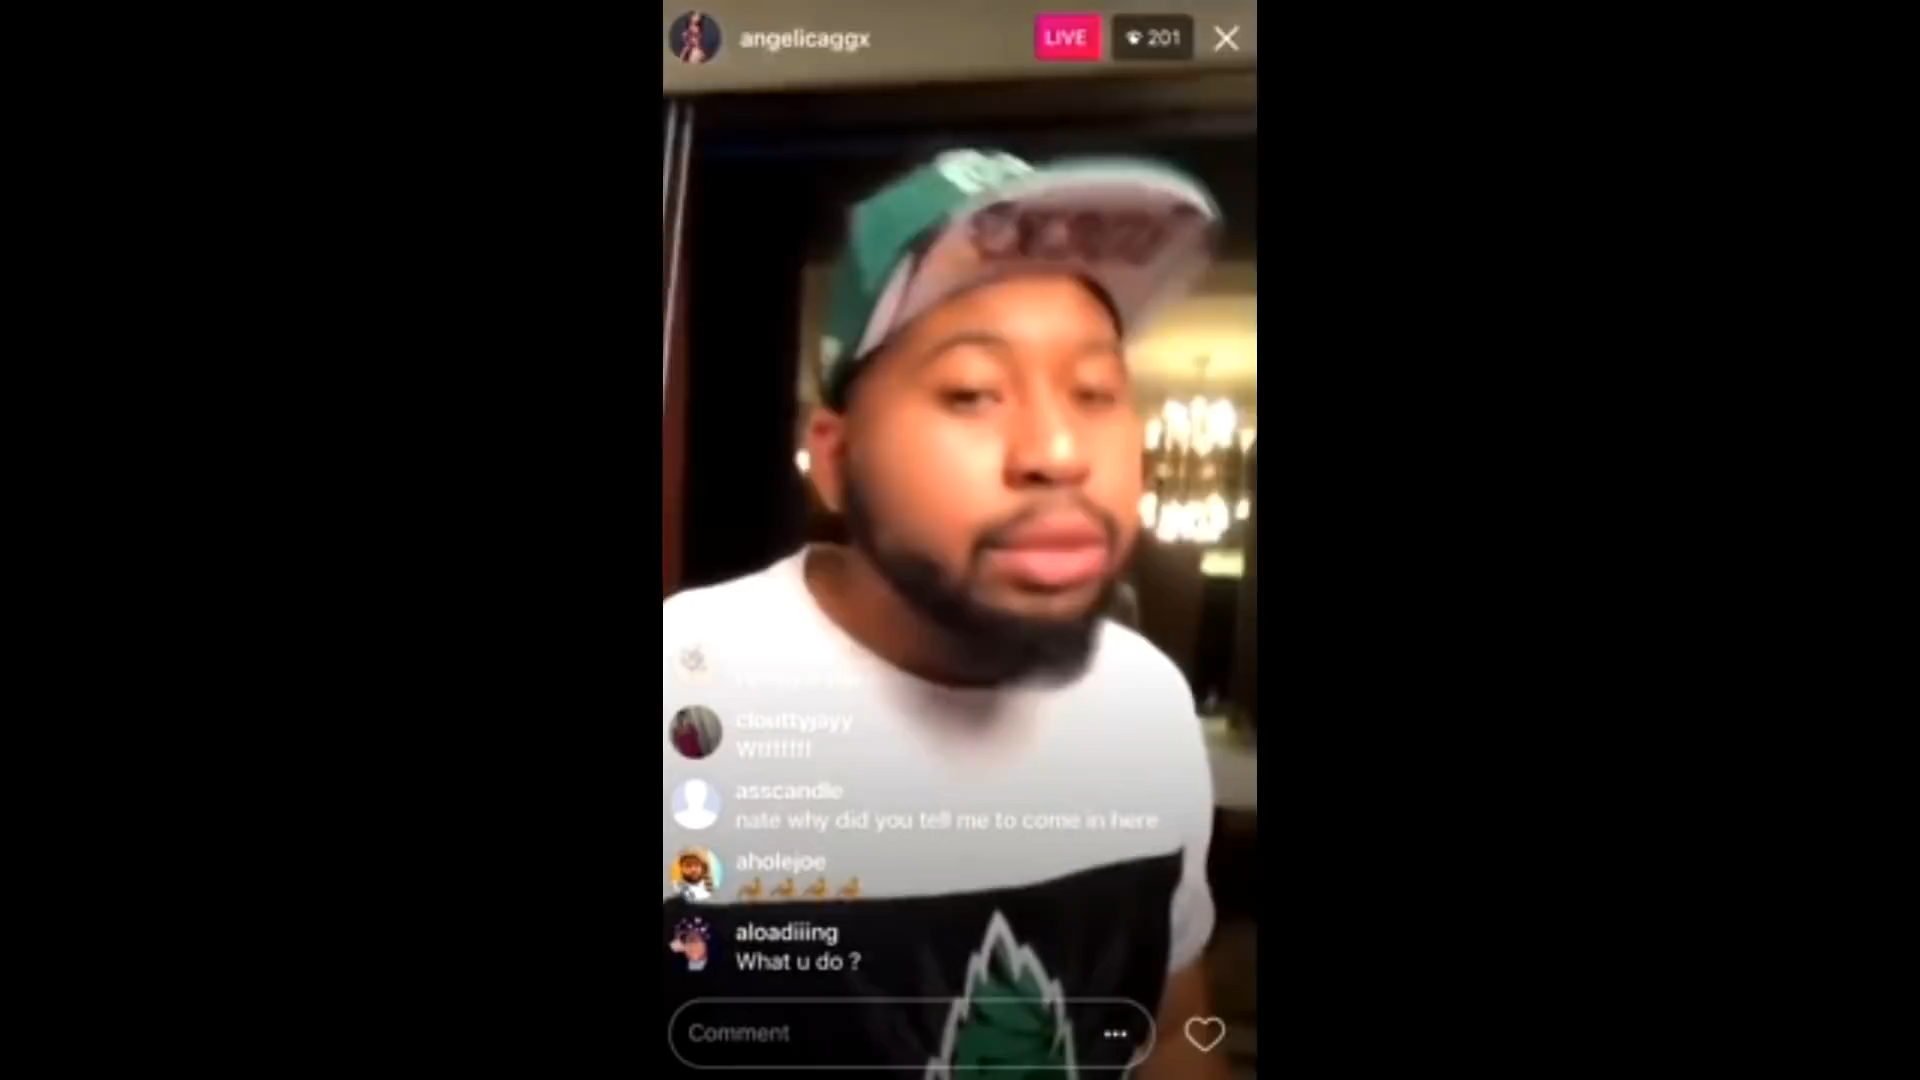 angelicaggx
LIVE
201
clouttyjayy
asscandle
nate why did you tell me to come in here
aholejoe
aloadiiing
What u do ?
Comment